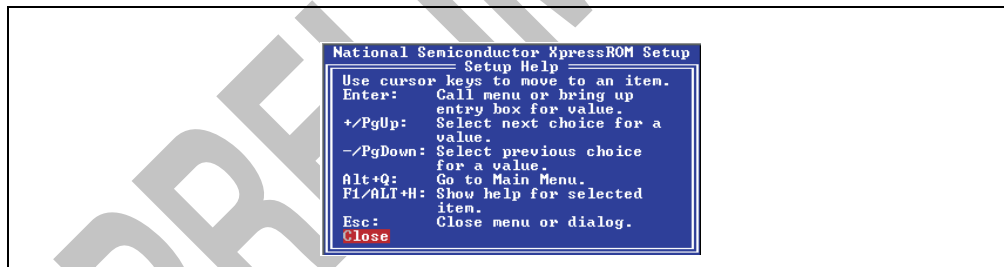 National Semiconductor XpressROM Setup
Setup Help
Use cursor keys to move to an item.
Enter: Call menu or bring up
entry box for value.
+/PgUp: Select next choice for a
value.
-/PgDown: Select previous choice
for a value.
Alt+Q: Go to Main Menu.
F1/ALT+H: Show help for selected
item.
Esc: Close menu or dialog.
Close